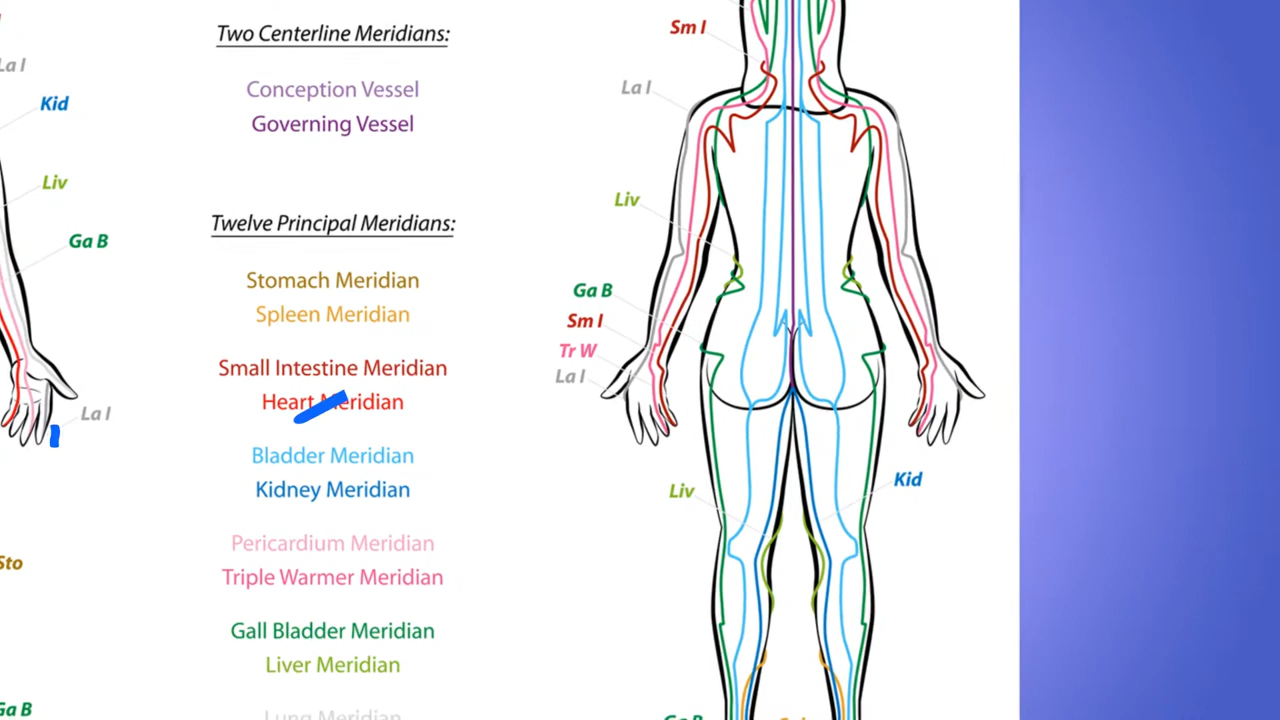 La I
Kid
Liv
Ga B
La I
Sto
Ga B
Two Centerline Meridians:
Conception Vessel
Governing Vessel
Twelve Principal Meridians:
Stomach Meridian
Spleen Meridian
Small Intestine Meridian
Heart Meridian
Bladder Meridian
Kidney Meridian
Pericardium Meridian
Triple Warmer Meridian
Gall Bladder Meridian
Liver Meridian
Lung Meridian
Sm I
La I
Liv
Ga B
Sm I
Tr W
La I
Liv
Kid
Ga B